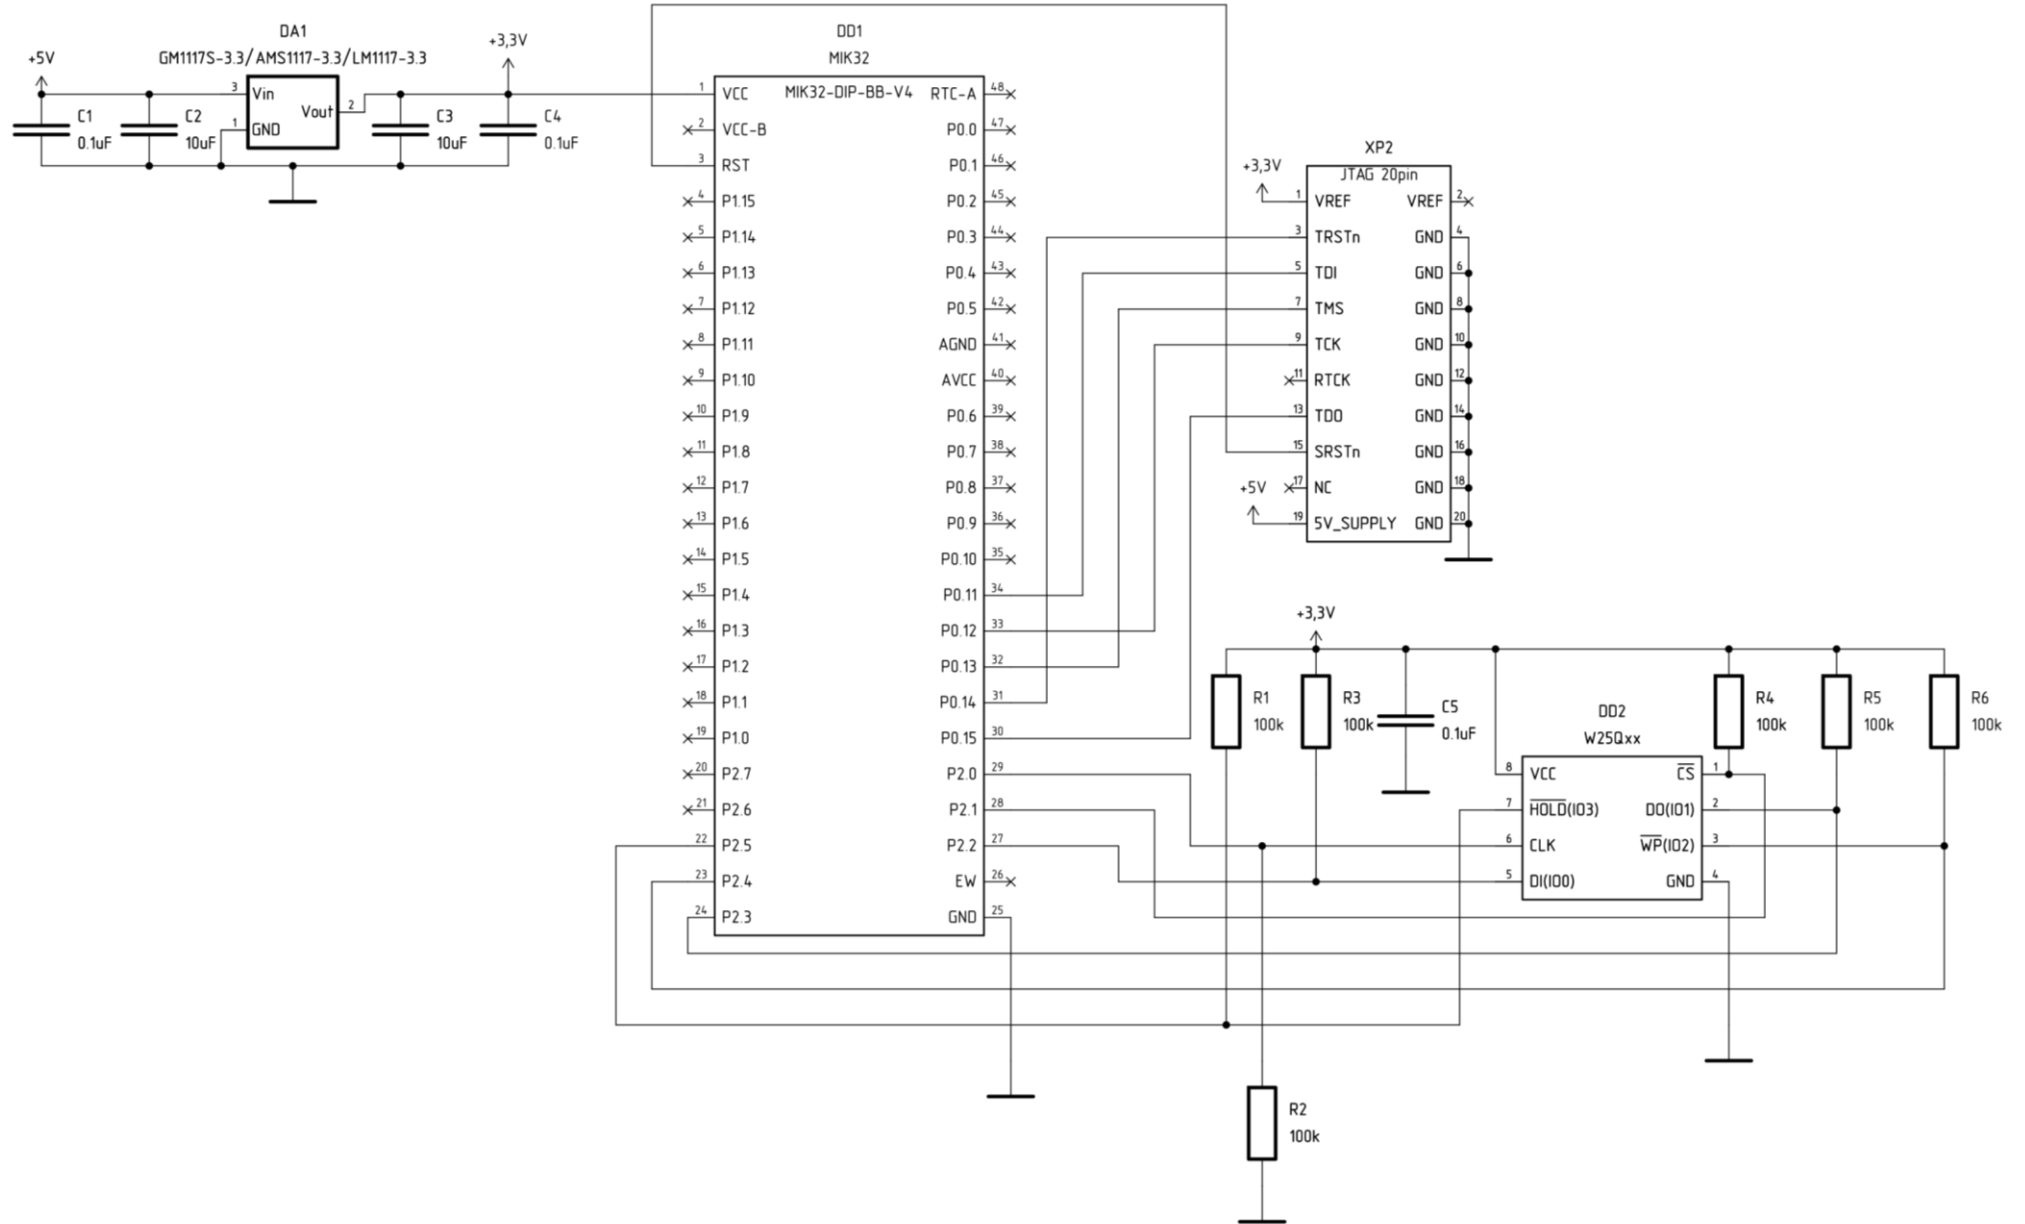 +5V
DA1
GM1117S-3.3/AMS1117-3.3/LM1117-3.3
3 Vin
Vout 2
1 GND
C1
0.1uF
C2
10uF
+3,3V
C3
10uF
C4
0.1uF
DD1
MIK32
MIK32-DIP-BB-V4
1 VCC
2 VCC-B
3 RST
4 P1.15
5 P1.14
6 P1.13
7 P1.12
8 P1.11
9 P1.10
10 P1.9
11 P1.8
12 P1.7
13 P1.6
14 P1.5
15 P1.4
16 P1.3
17 P1.2
18 P1.1
19 P1.0
20 P2.7
21 P2.6
22 P2.5
23 P2.4
24 P2.3
RTC-A 48
P0.0 47
P0.1 46
P0.2 45
P0.3 44
P0.4 43
P0.5 42
AGND 41
AVCC 40
P0.6 39
P0.7 38
P0.8 37
P0.9 36
P0.10 35
P0.11 34
P0.12 33
P0.13 32
P0.14 31
P0.15 30
P2.0 29
P2.1 28
P2.2 27
EW 26
GND 25
XP2
JTAG 20pin
+3,3V
1 VREF
3 TRSTn
5 TDI
7 TMS
9 TCK
11 RTCK
13 TDO
15 SRSTn
17 NC
+5V
19 5V_SUPPLY
VREF 2
GND 4
GND 6
GND 8
GND 10
GND 12
GND 14
GND 16
GND 18
GND 20
+3,3V
R1
100k
R3
100k
C5
0.1uF
DD2
W25Qxx
8 VCC
7 HOLD(IO3)
6 CLK
5 DI(IO0)
CS 1
DO(IO1) 2
WP(IO2) 3
GND 4
R4
100k
R5
100k
R6
100k
R2
100k